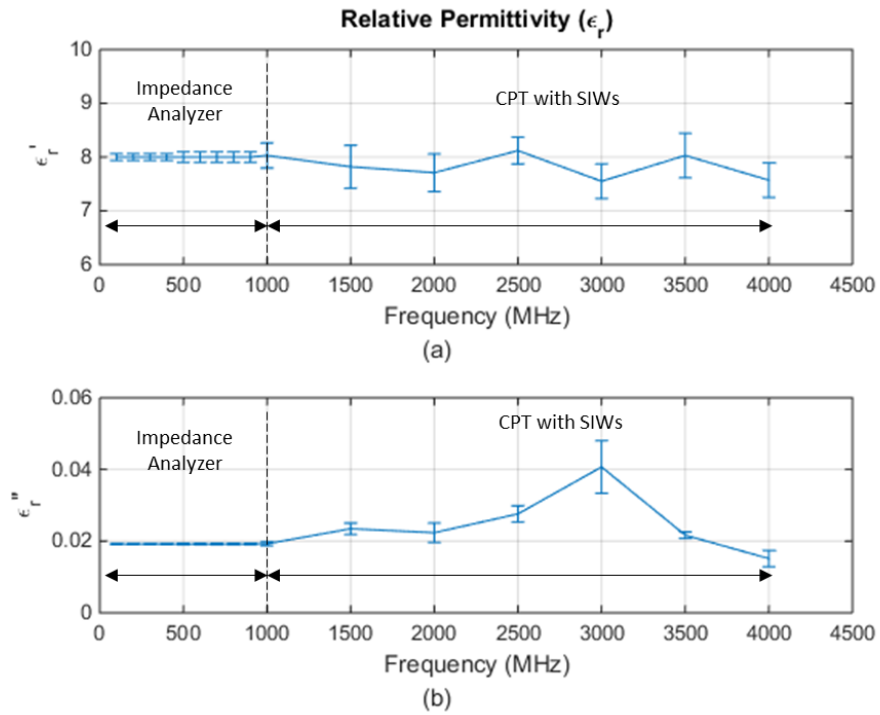 Relative Permittivity (ϵr)
10
9
8
7
6
ϵr'
Impedance
Analyzer
CPT with SIWs
0 500 1000 1500 2000 2500 3000 3500 4000 4500
Frequency (MHz)
(a)
0.06
0.04
0.02
0
ϵr"
Impedance
Analyzer
CPT with SIWs
0 500 1000 1500 2000 2500 3000 3500 4000 4500
Frequency (MHz)
(b)